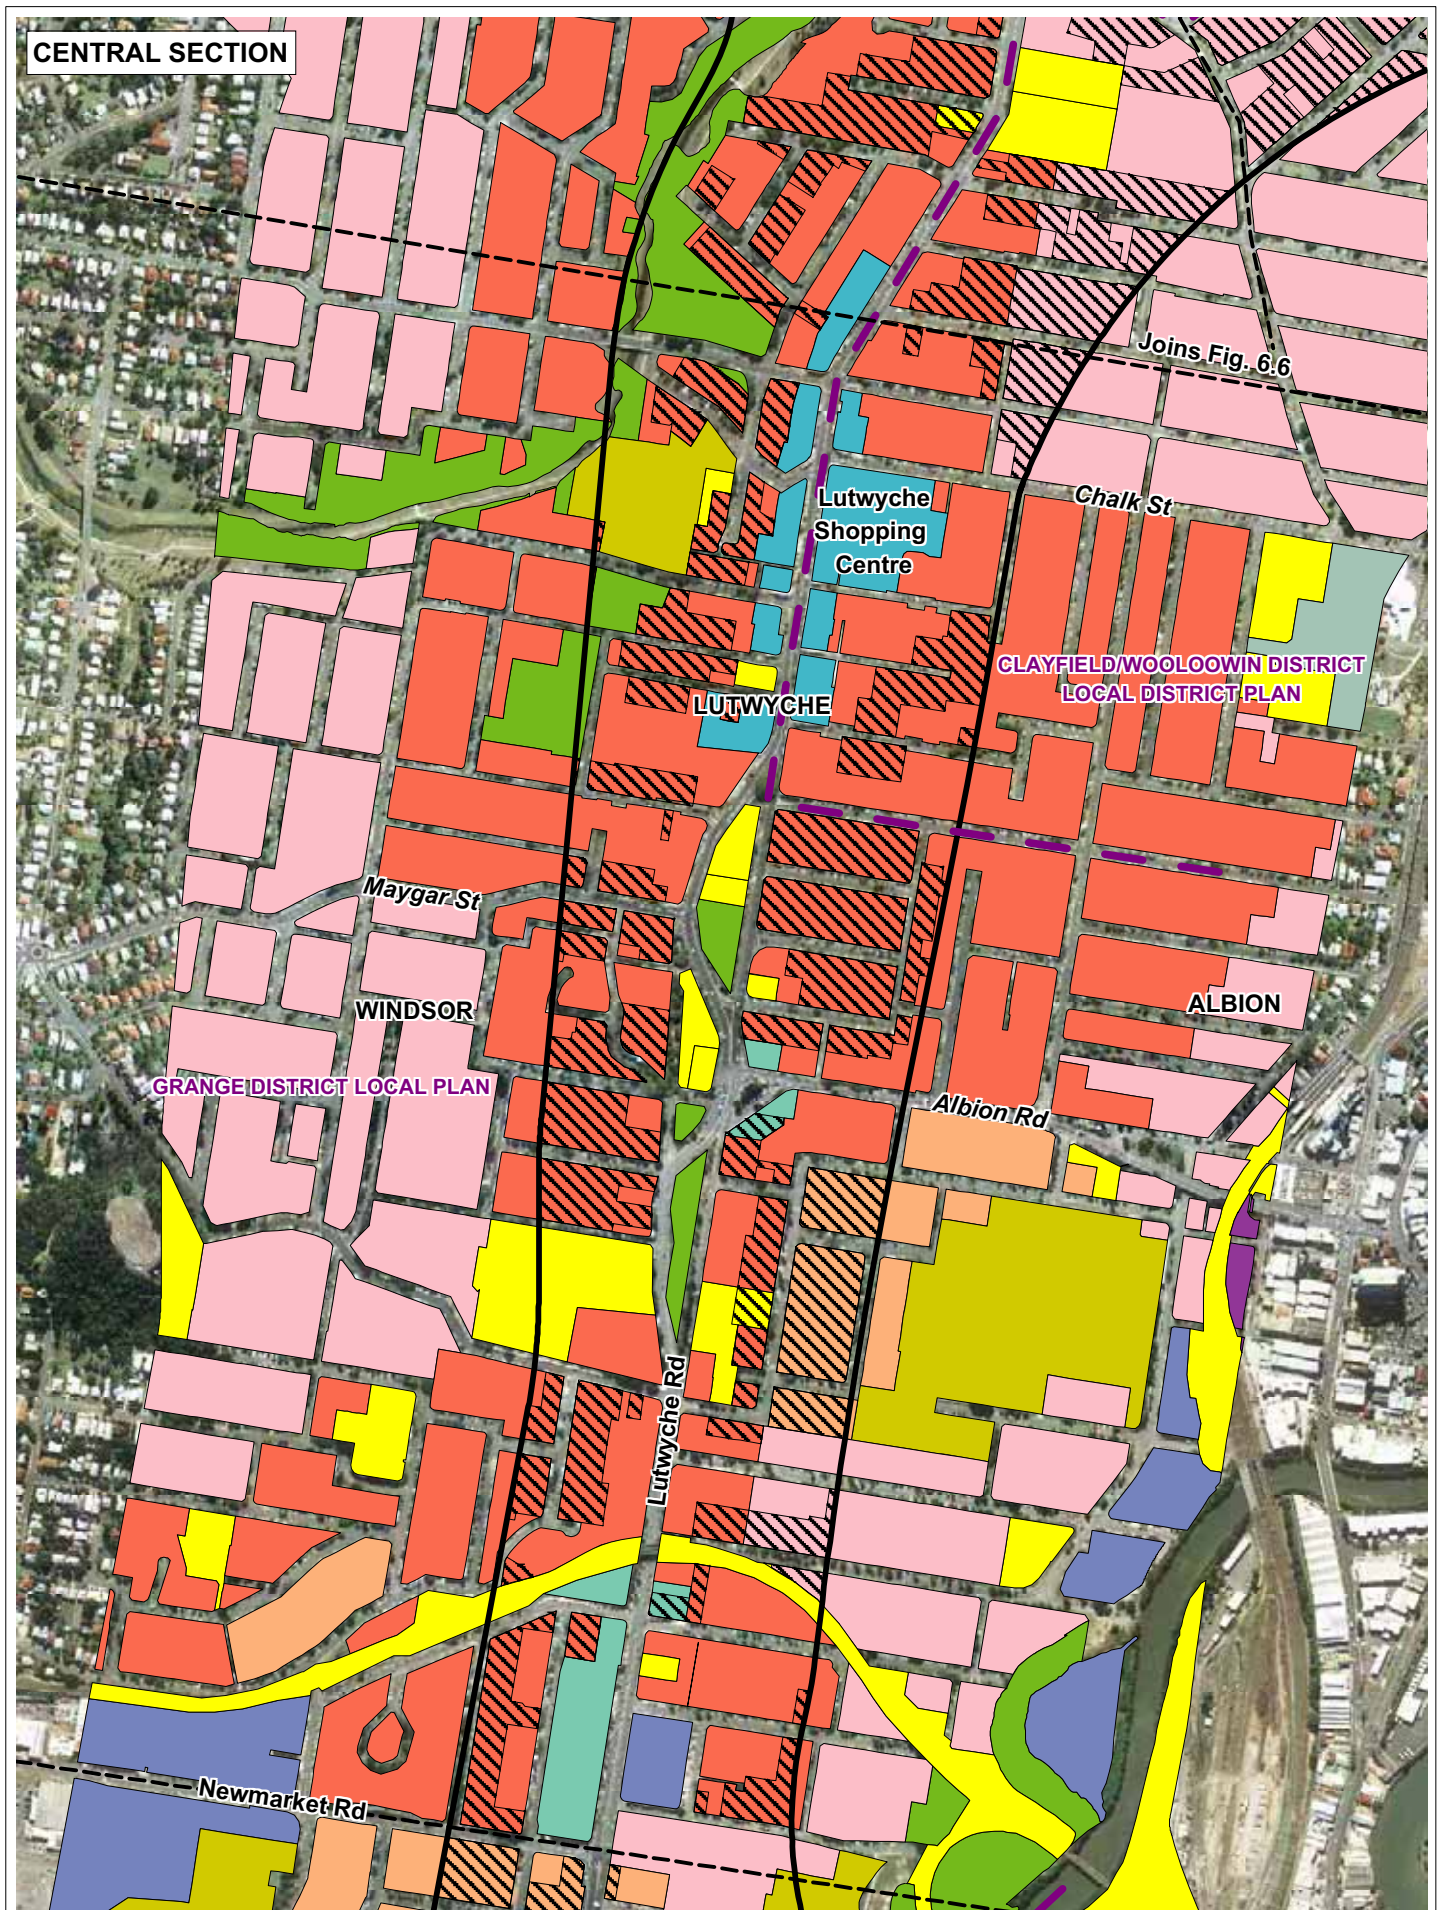 CENTRAL SECTION
Joins Fig. 6.6
Chalk St
Lutwyche
Shopping
Centre
CLAYFIELD/WOOLOOWIN DISTRICT
LOCAL DISTRICT PLAN
LUTWYCHE
Maygar St
WINDSOR
ALBION
GRANGE DISTRICT LOCAL PLAN
Albion Rd
Lutwyche Rd
Newmarket Rd